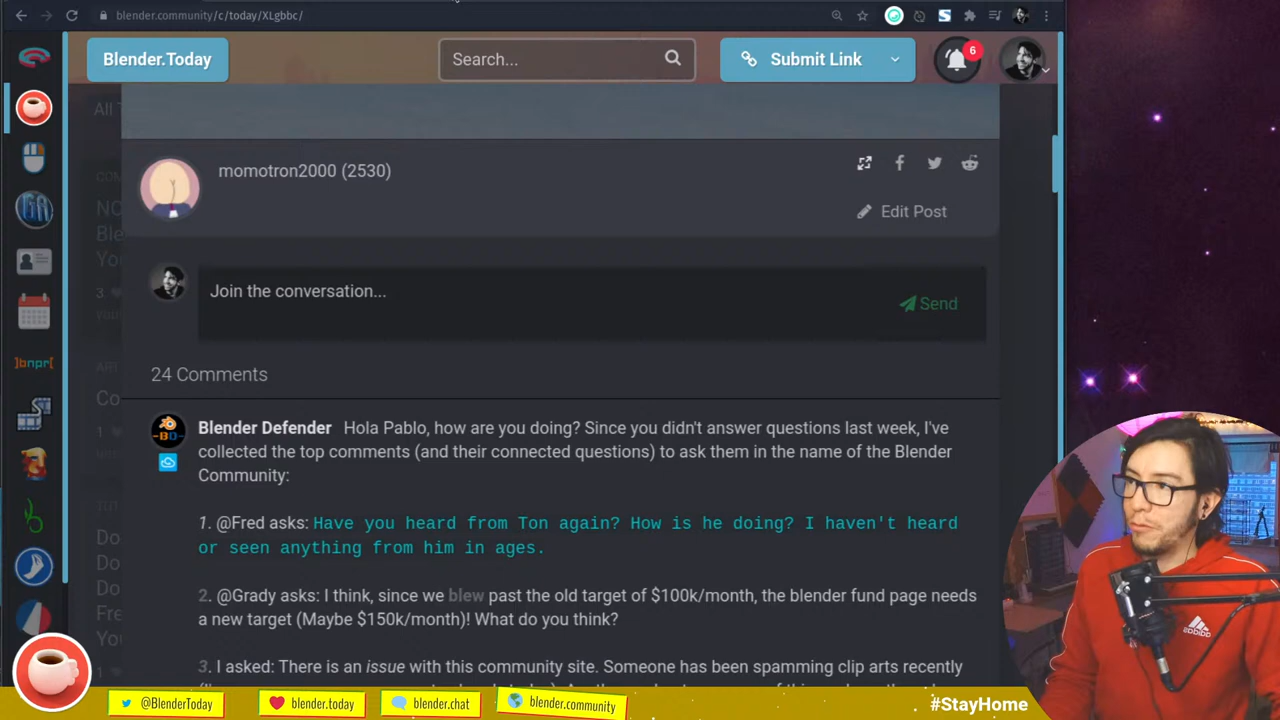 blender.community/c/today/XLgbbc/
Blender.Today
Search...
Submit Link
6
All T
momotron2000 (2530)
Edit Post
Join the conversation...
Send
24 Comments
Blender Defender Hola Pablo, how are you doing? Since you didn't answer questions last week, I've
collected the top comments (and their connected questions) to ask them in the name of the Blender
Community:
1. @Fred asks: Have you heard from Ton again? How is he doing? I haven't heard
or seen anything from him in ages.
2. @Grady asks: I think, since we blew past the old target of $100k/month, the blender fund page needs
a new target (Maybe $150k/month)! What do you think?
3. I asked: There is an issue with this community site. Someone has been spamming clip arts recently
]bnpr[
-BD-
adidas
@BlenderToday
blender.today
blender.chat
blender.community
#StayHome